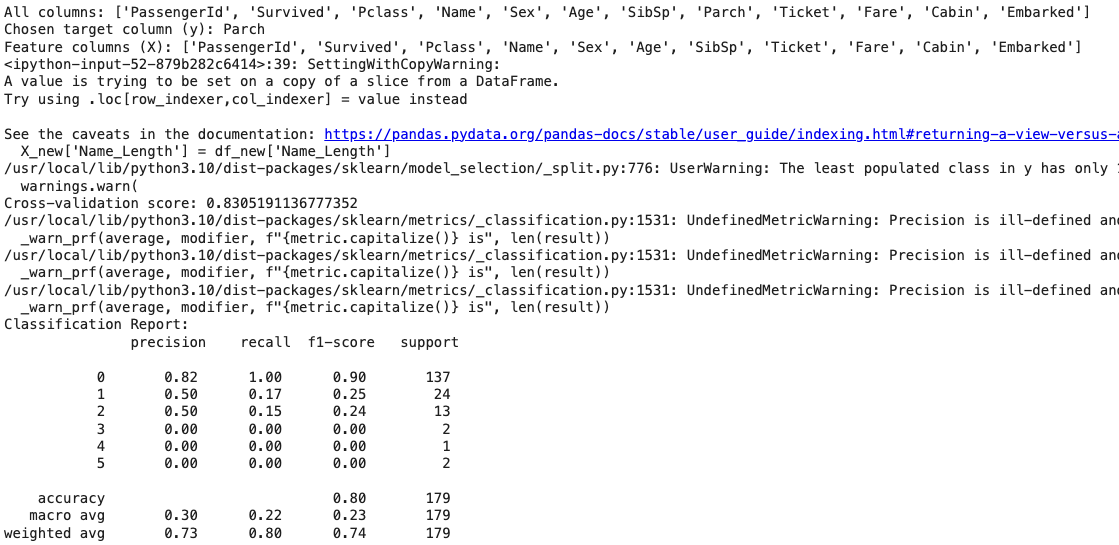 All columns: ['PassengerId', 'Survived', 'Pclass', 'Name', 'Sex', 'Age', 'SibSp', 'Parch', 'Ticket', 'Fare', 'Cabin', 'Embarked']
Chosen target column (y): Parch
Feature columns (X): ['PassengerId', 'Survived', 'Pclass', 'Name', 'Sex', 'Age', 'SibSp', 'Ticket', 'Fare', 'Cabin', 'Embarked']
<ipython-input-52-879b282c6414>:39: SettingWithCopyWarning:
A value is trying to be set on a copy of a slice from a DataFrame.
Try using .loc[row_indexer,col_indexer] = value instead
See the caveats in the documentation: https://pandas.pydata.org/pandas-docs/stable/user_guide/indexing.html#returning-a-view-versus-
X_new['Name_Length'] = df_new['Name_Length']
/usr/local/lib/python3.10/dist-packages/sklearn/model_selection/_split.py:776: UserWarning: The least populated class in y has only
warnings.warn(
Cross-validation score: 0.8305191136777352
/usr/local/lib/python3.10/dist-packages/sklearn/metrics/_classification.py:1531: UndefinedMetricWarning: Precision is ill-defined and
_warn_prf(average, modifier, f"{metric.capitalize()} is", len(result))
/usr/local/lib/python3.10/dist-packages/sklearn/metrics/_classification.py:1531: UndefinedMetricWarning: Precision is ill-defined and
_warn_prf(average, modifier, f"{metric.capitalize()} is", len(result))
/usr/local/lib/python3.10/dist-packages/sklearn/metrics/_classification.py:1531: UndefinedMetricWarning: Precision is ill-defined and
_warn_prf(average, modifier, f"{metric.capitalize()} is", len(result))
Classification Report:
precision recall f1-score support
0 0.82 1.00 0.90 137
1 0.50 0.17 0.25 24
2 0.50 0.15 0.24 13
3 0.00 0.00 0.00 2
4 0.00 0.00 0.00 1
5 0.00 0.00 0.00 2
accuracy 0.80 179
macro avg 0.30 0.22 0.23 179
weighted avg 0.73 0.80 0.74 179